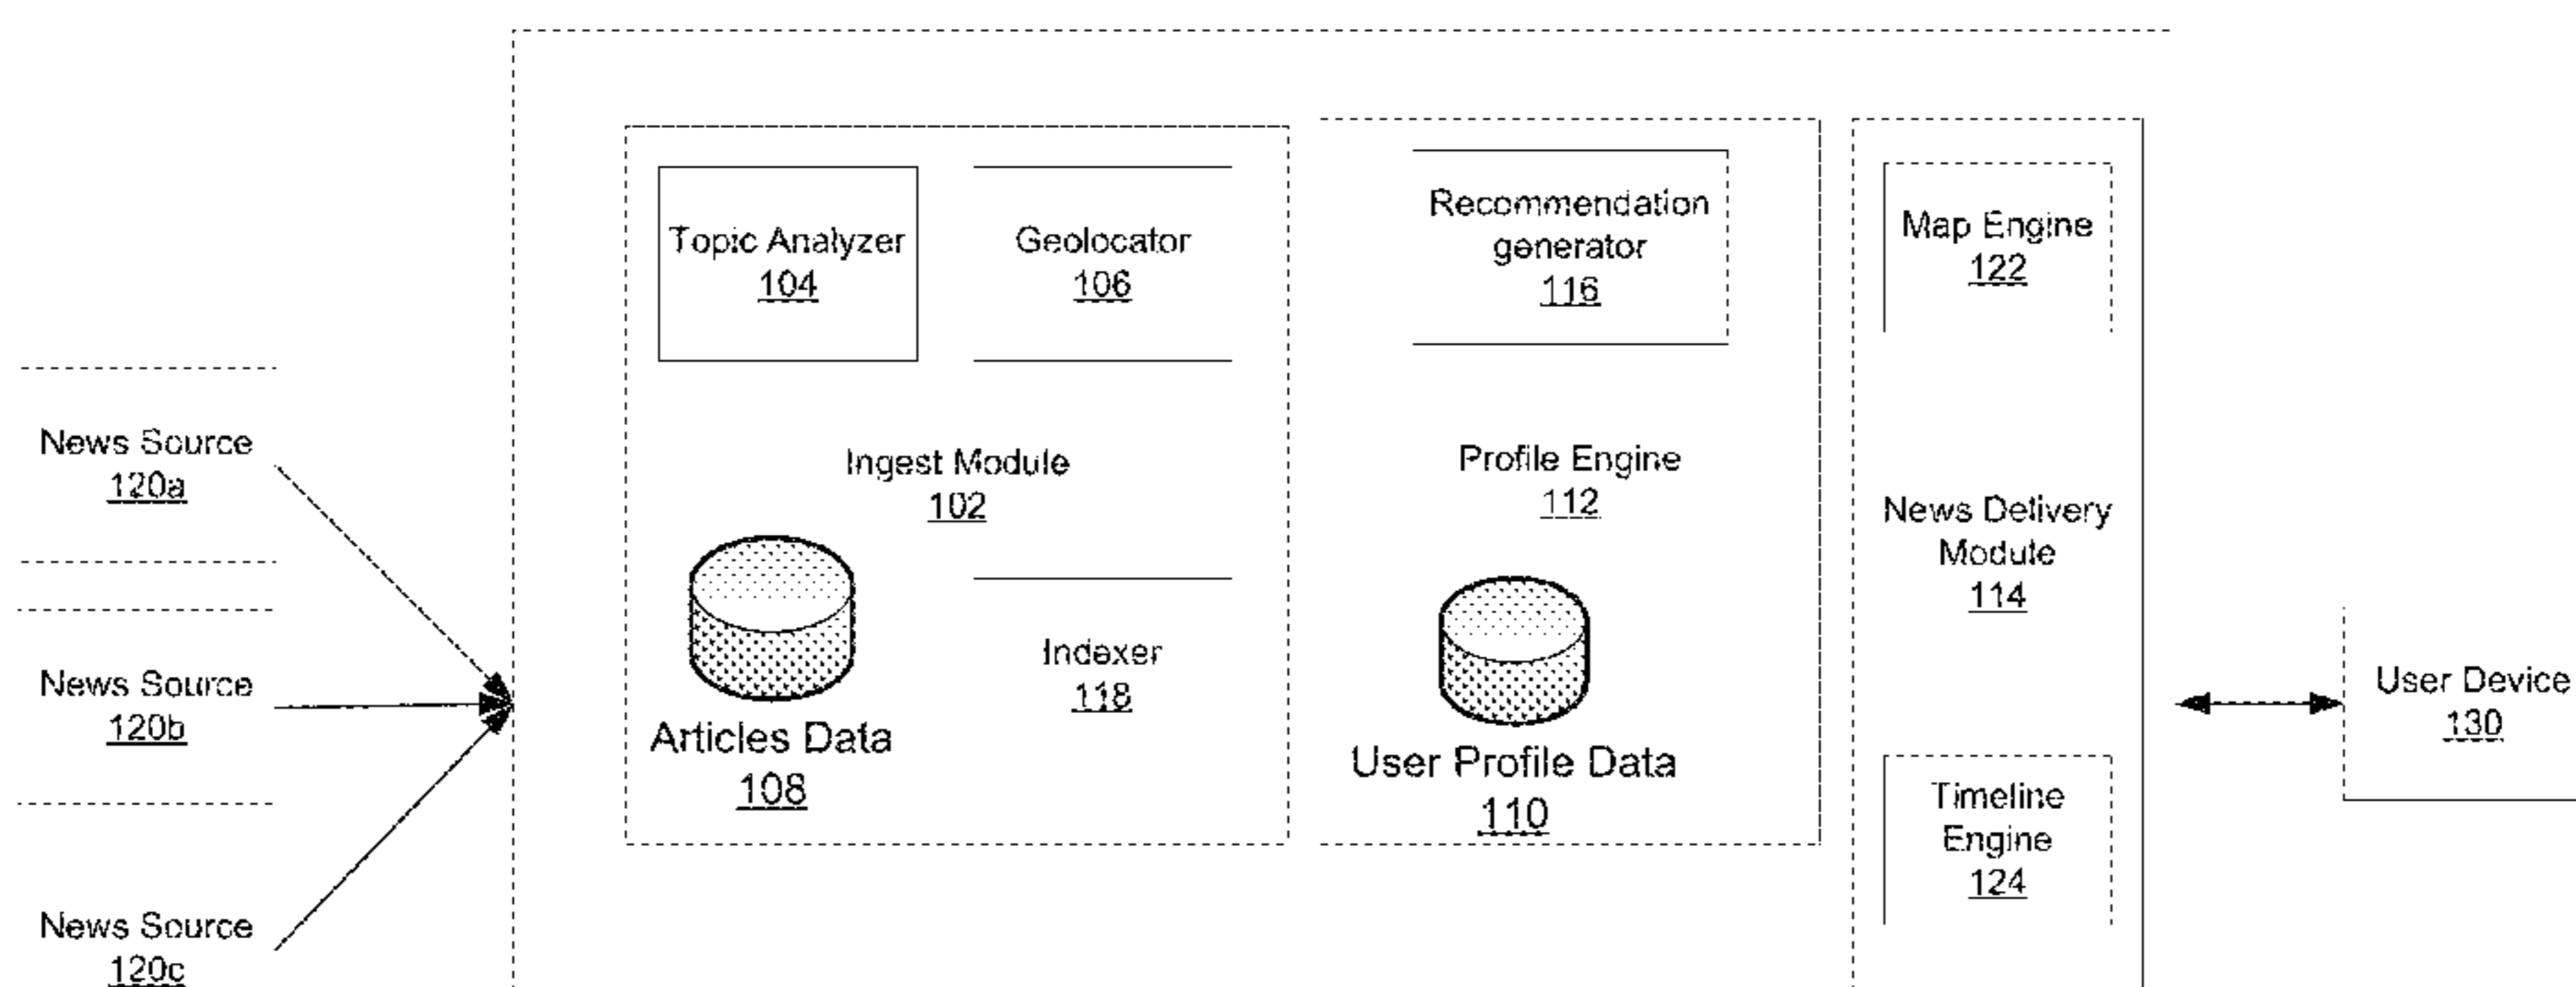 News Source
120a
News Source
120b
News Source
120c
Topic Analyzer
104
Geolocator
106
Ingest Module
102
Articles Data
108
Indexer
118
Recommendation
generator
116
Profile Engine
112
User Profile Data
110
Map Engine
122
News Delivery
Module
114
Timeline
Engine
124
User Device
130